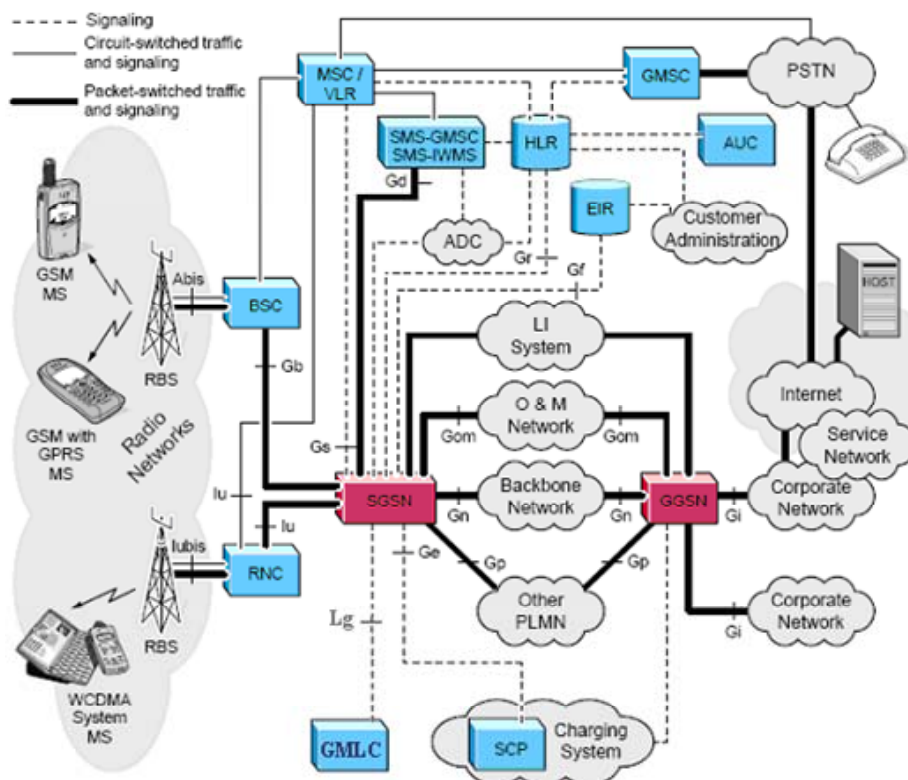 Signaling
Circuit-switched traffic
and signaling
Packet-switched traffic
and signaling
MSC /
VLR
GMSC
PSTN
SMS-GMSC
SMS-IWMS
HLR
AUC
Gd
EIR
Customer
Administration
ADC
Gr
Gf
GSM
MS
Abis
BSC
HOST
RBS
LI
System
Gb
Internet
GSM with
GPRS
MS
Radio
Networks
O & M
Network
Gom
Gom
Service
Network
Gs
Iu
SGSN
Backbone
Network
GGSN
Corporate
Network
Gn
Gn
Gi
Iu
Iubis
RNC
Ge
Gp
Gp
Other
PLMN
Corporate
Network
Gi
Lg
RBS
WCDMA
System
MS
GMLC
SCP
Charging
System